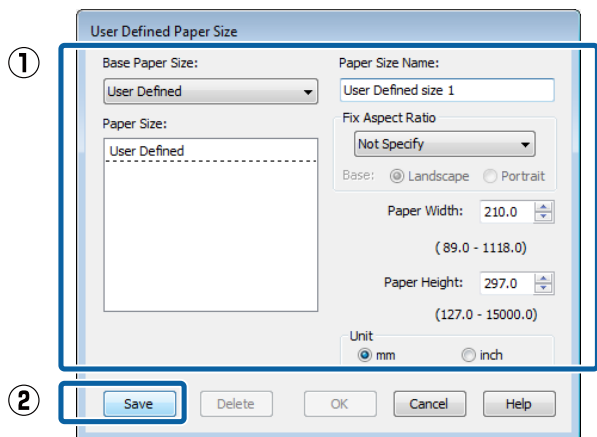 User Defined Paper Size
①
Base Paper Size:
User Defined
Paper Size:
User Defined
Paper Size Name:
User Defined size 1
Fix Aspect Ratio
Not Specify
Base: Landscape Portrait
Paper Width: 210.0
( 89.0 - 1118.0)
Paper Height: 297.0
(127.0 - 15000.0)
Unit
mm inch
②
Save Delete OK Cancel Help